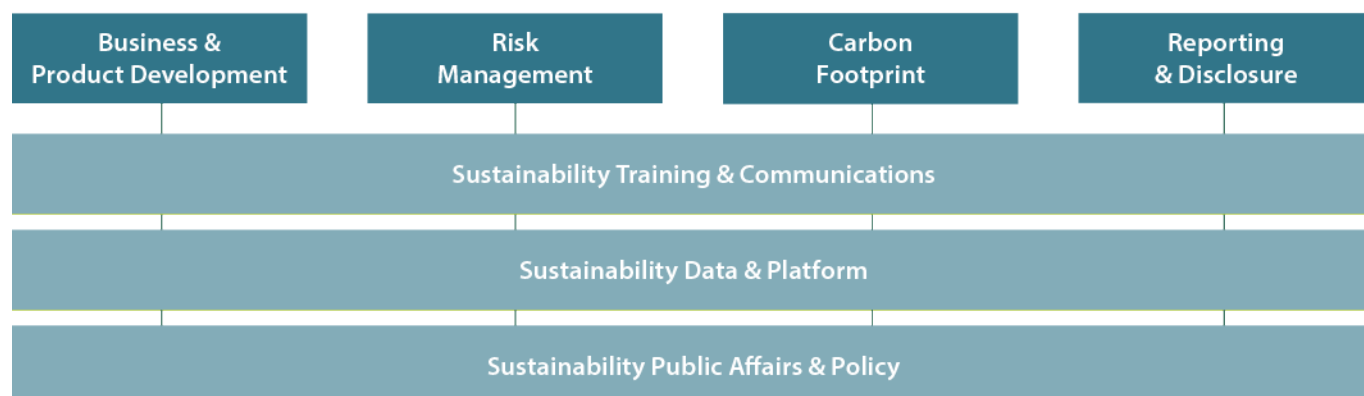 Business &
Product Development
Risk
Management
Carbon
Footprint
Reporting
& Disclosure
Sustainability Training & Communications
Sustainability Data & Platform
Sustainability Public Affairs & Policy